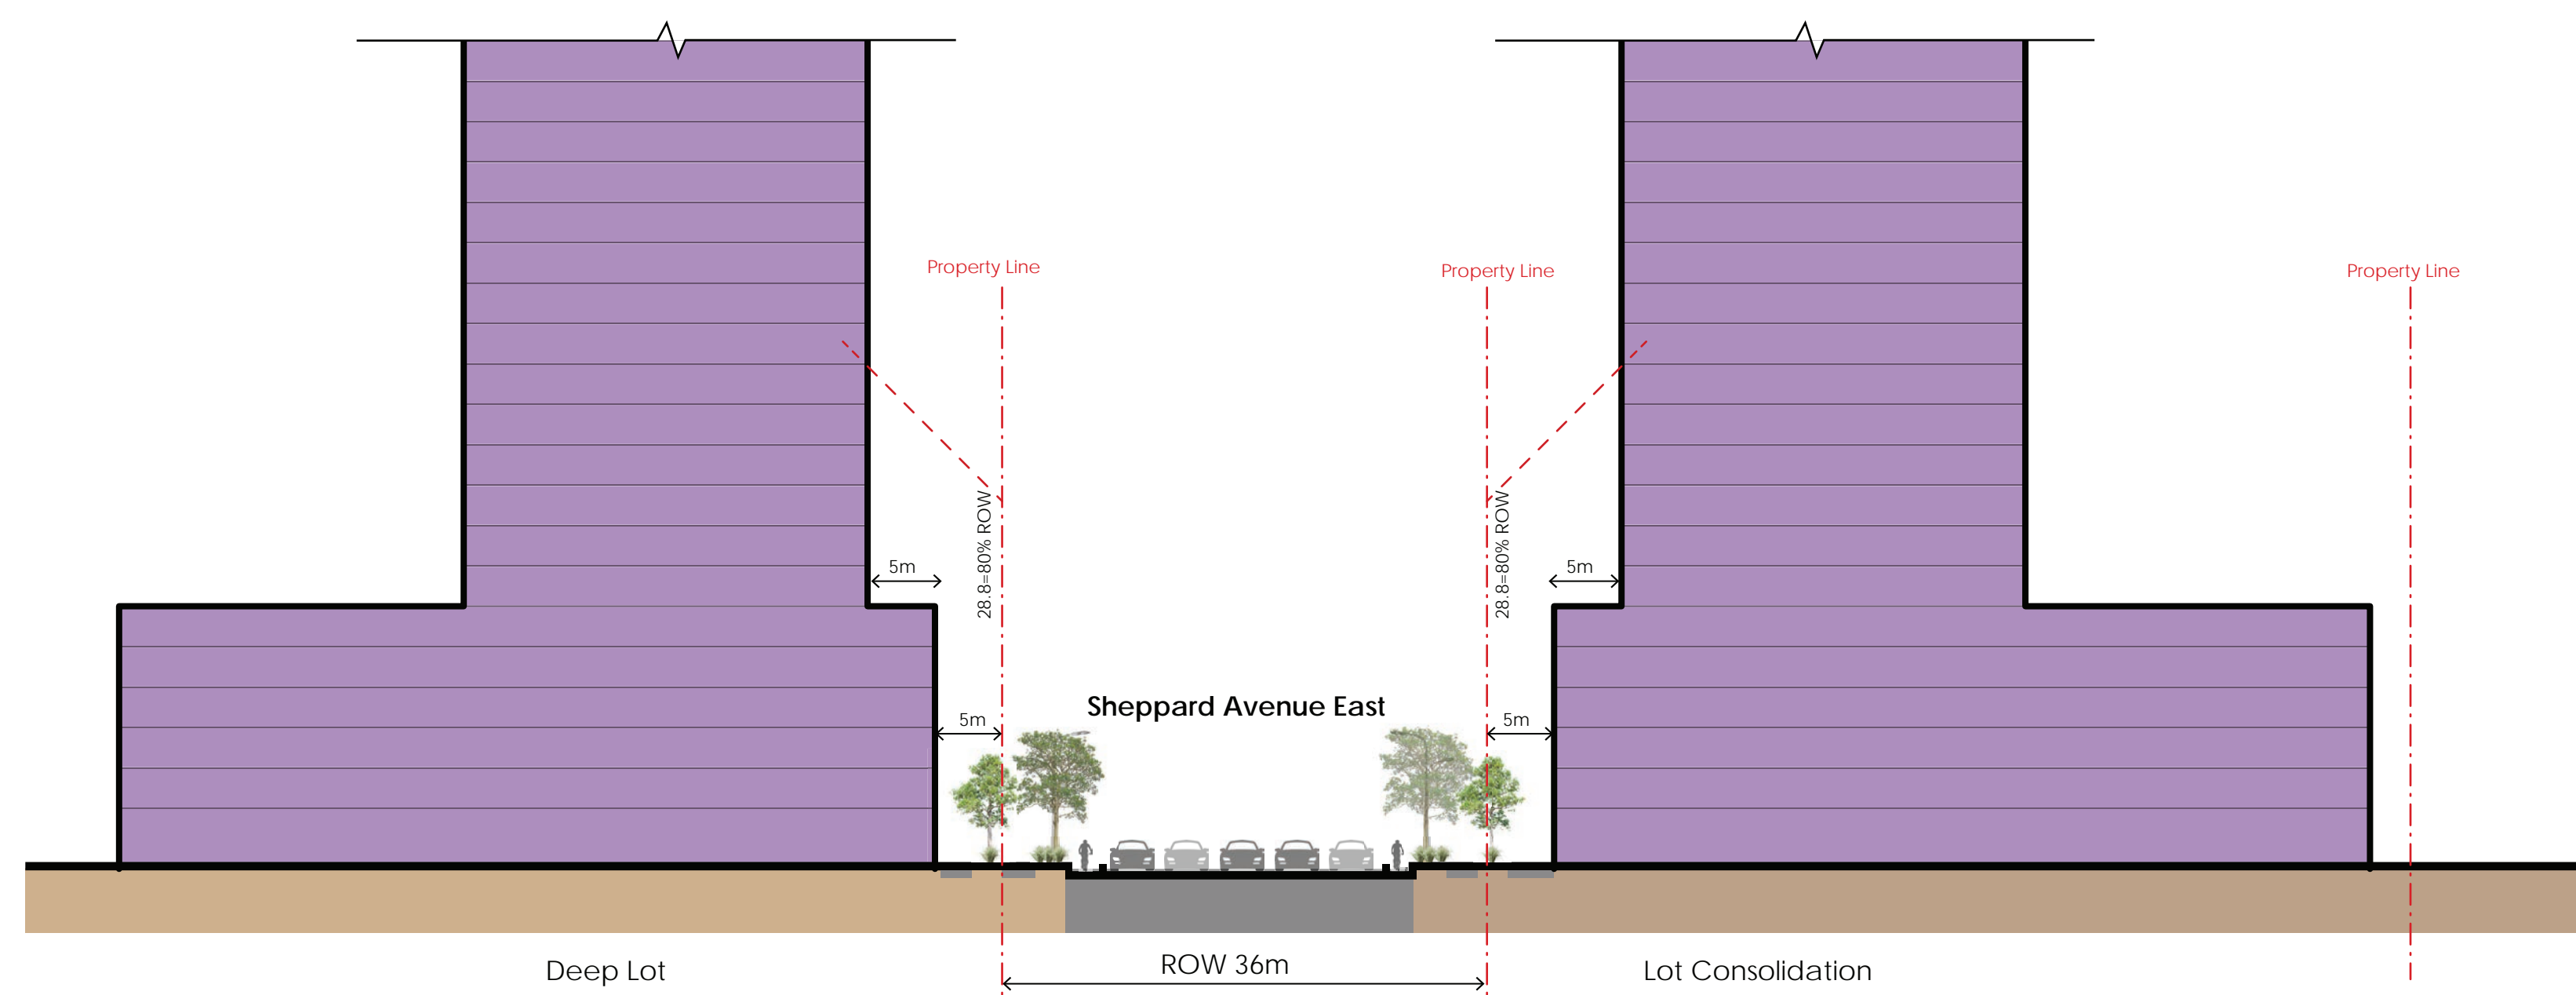 Property Line
Property Line
Property Line
28.8=80% ROW
28.8=80% ROW
5m
5m
Sheppard Avenue East
5m
5m
Deep Lot
ROW 36m
Lot Consolidation